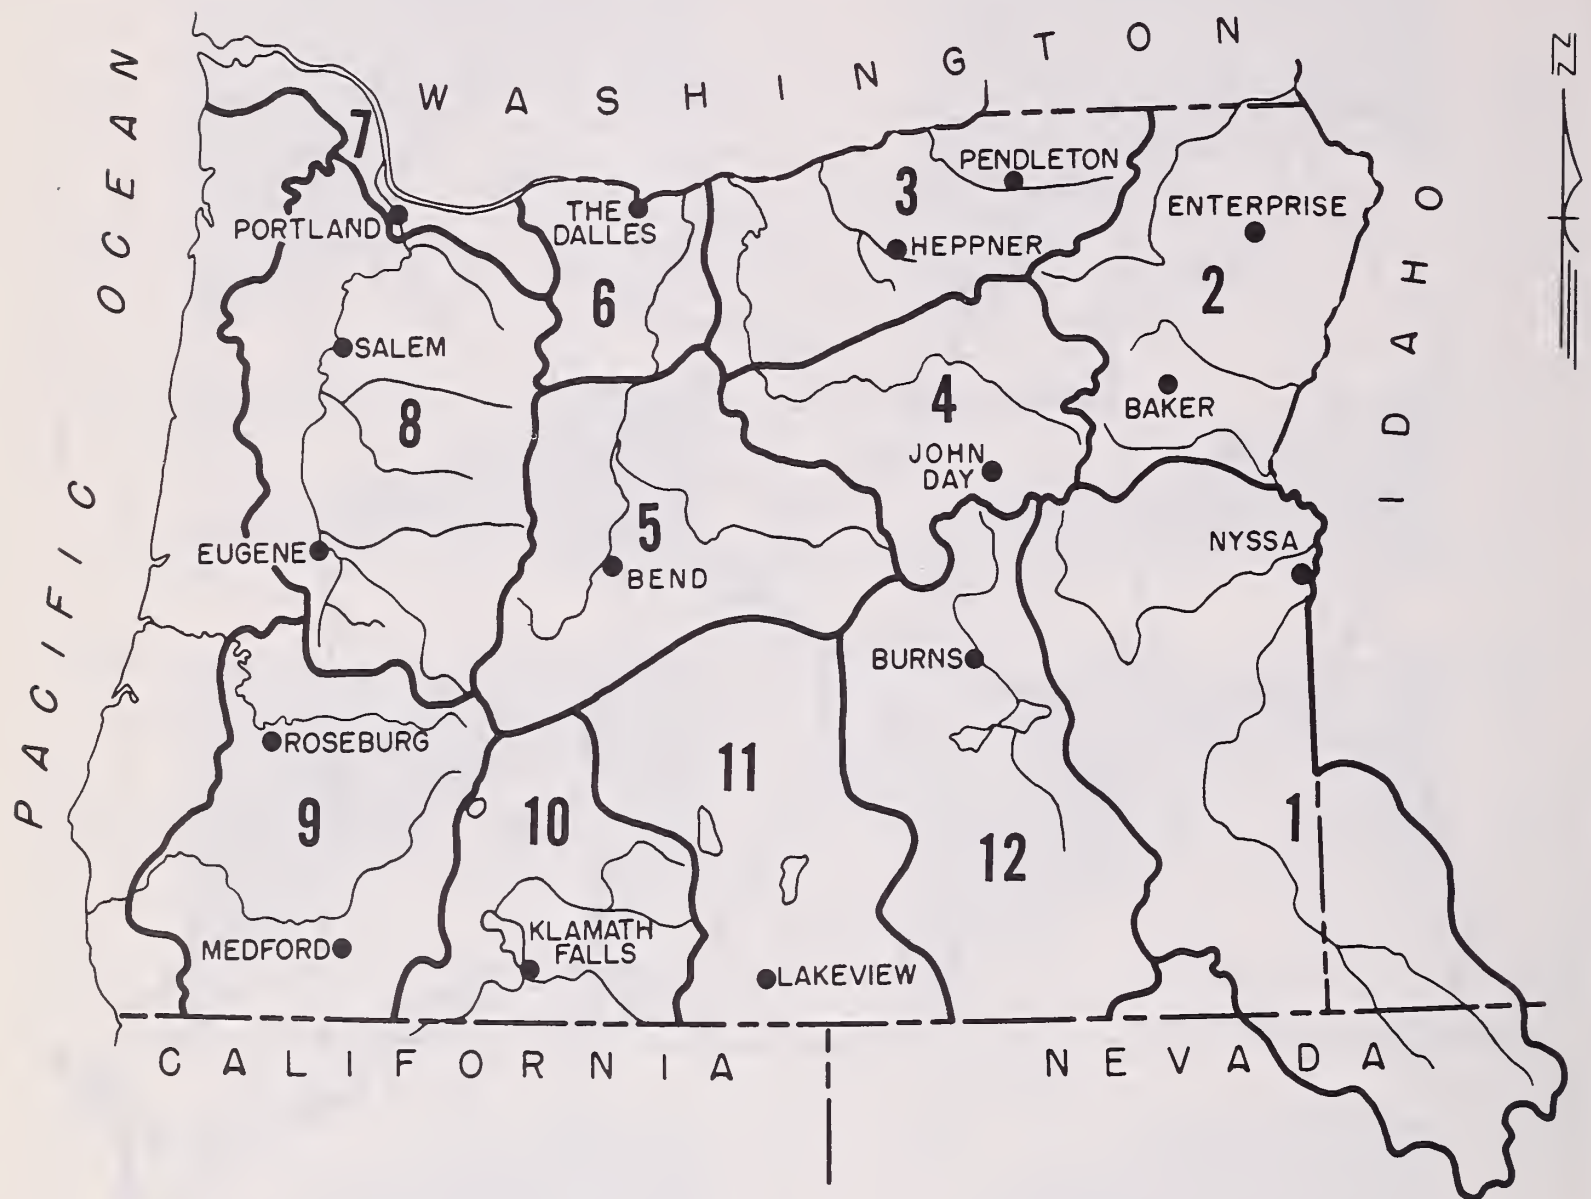 WASHINGTON
PACIFIC OCEAN
IDAHO
7
PORTLAND
THE
DALLES
6
3
PENDLETON
HEPPNER
ENTERPRISE
2
BAKER
SALEM
8
4
JOHN
DAY
EUGENE
5
BEND
NYSSA
BURNS
ROSEBURG
9
10
11
12
1
MEDFORD
KLAMATH
FALLS
LAKEVIEW
CALIFORNIA
NEVADA